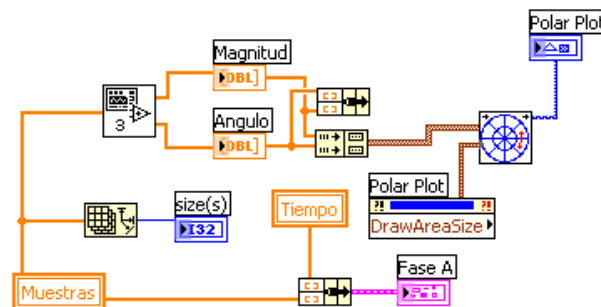 Polar Plot
Magnitud
DBL
3
Angulo
DBL
Polar Plot
DrawAreaSize
size(s)
I32
Tiempo
Muestras
Fase A